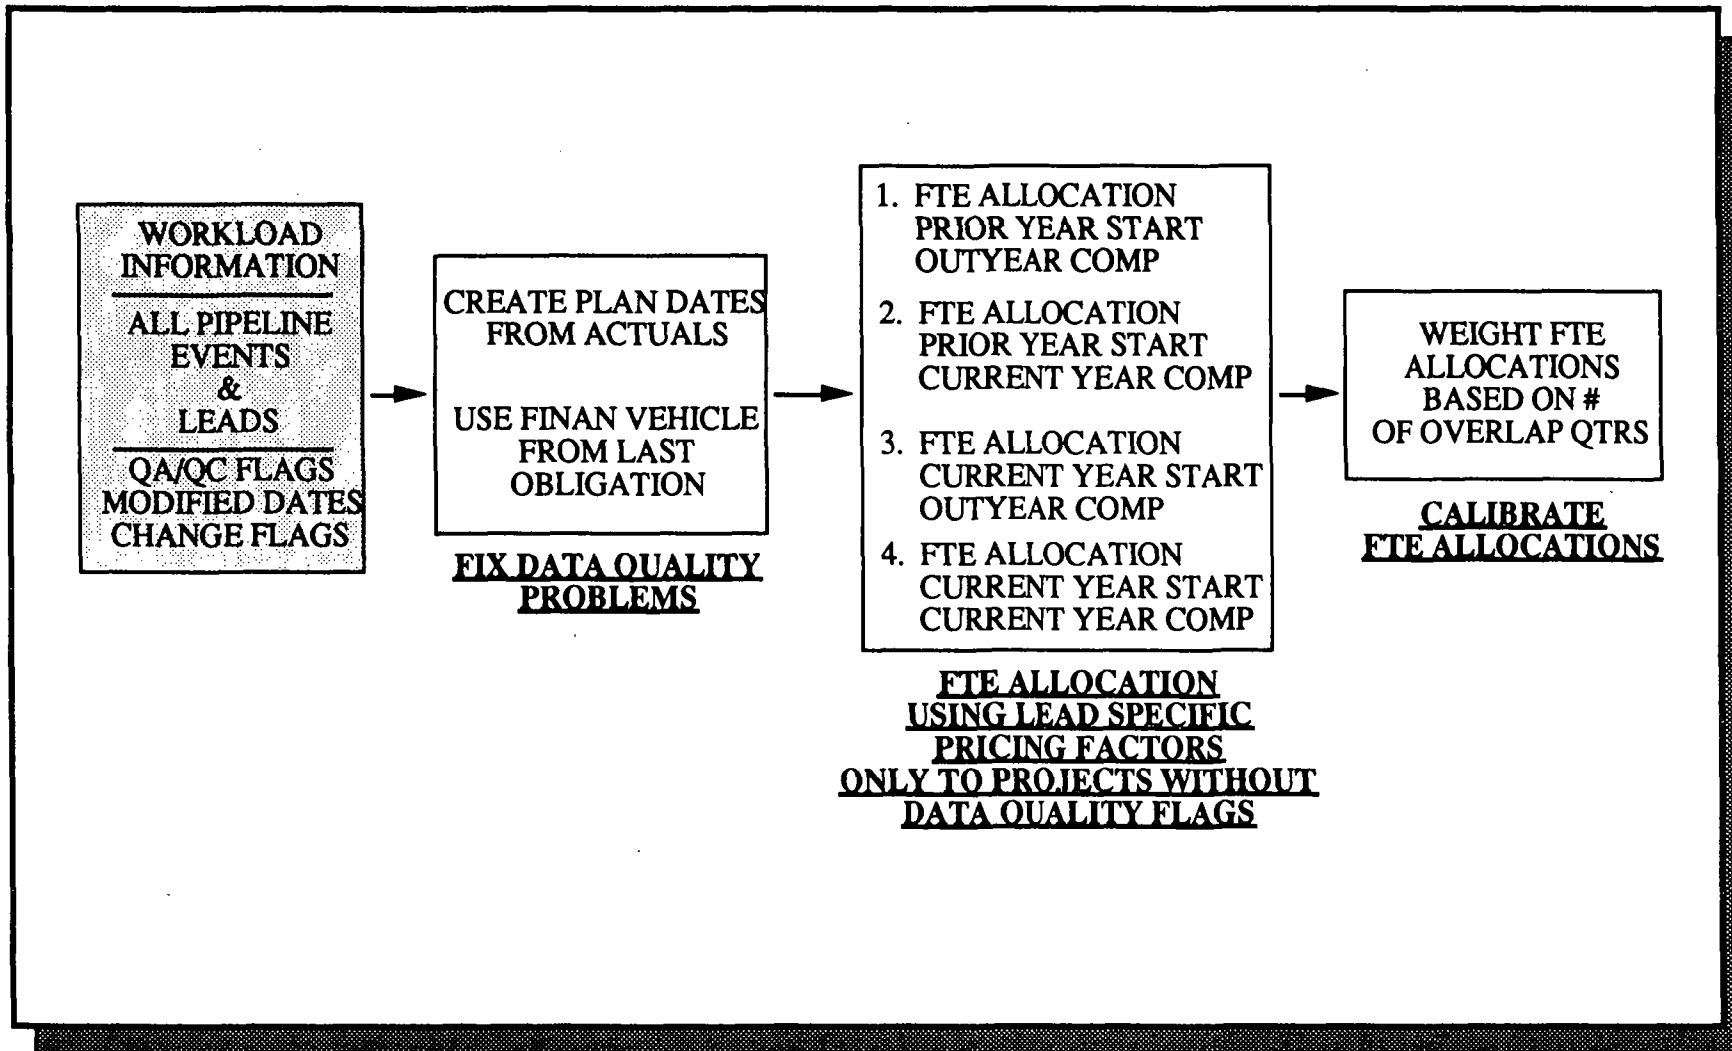 WORKLOAD
INFORMATION
ALL PIPELINE
EVENTS
&
LEADS
QA/QC FLAGS
MODIFIED DATES
CHANGE FLAGS
CREATE PLAN DATES
FROM ACTUALS
USE FINAN VEHICLE
FROM LAST
OBLIGATION
FIX DATA QUALITY
PROBLEMS
1. FTE ALLOCATION
PRIOR YEAR START
OUTYEAR COMP
2. FTE ALLOCATION
PRIOR YEAR START
CURRENT YEAR COMP
3. FTE ALLOCATION
CURRENT YEAR START
OUTYEAR COMP
4. FTE ALLOCATION
CURRENT YEAR START
CURRENT YEAR COMP
FTE ALLOCATION
USING LEAD SPECIFIC
PRICING FACTORS
ONLY TO PROJECTS WITHOUT
DATA QUALITY FLAGS
WEIGHT FTE
ALLOCATIONS
BASED ON #
OF OVERLAP QTRS
CALIBRATE
FTE ALLOCATIONS